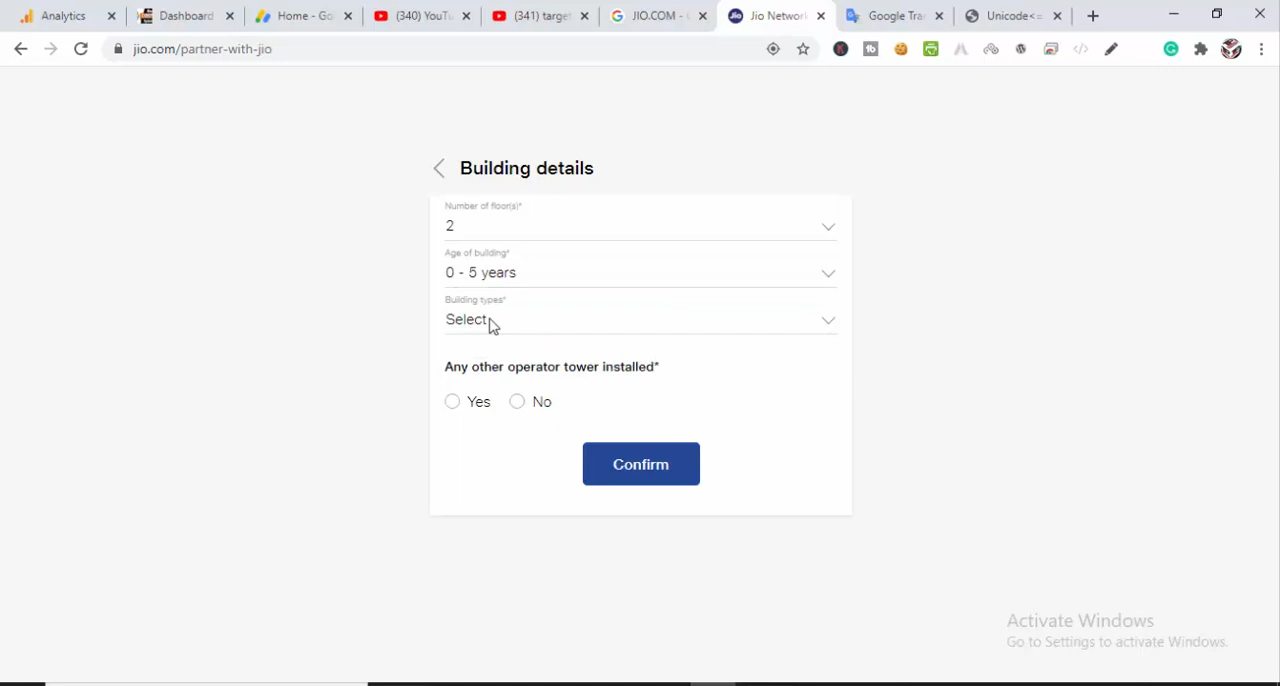 Analytics
Dashboard
Home - Go
(340) YouTu
(341) target
JIO.COM -
Jio Network
Google Tra
Unicode<=
jio.com/partner-with-jio
Building details
Number of floor(s)*
2
Age of building*
0 - 5 years
Building types*
Select
Any other operator tower installed*
Yes
No
Confirm
Activate Windows
Go to Settings to activate Windows.